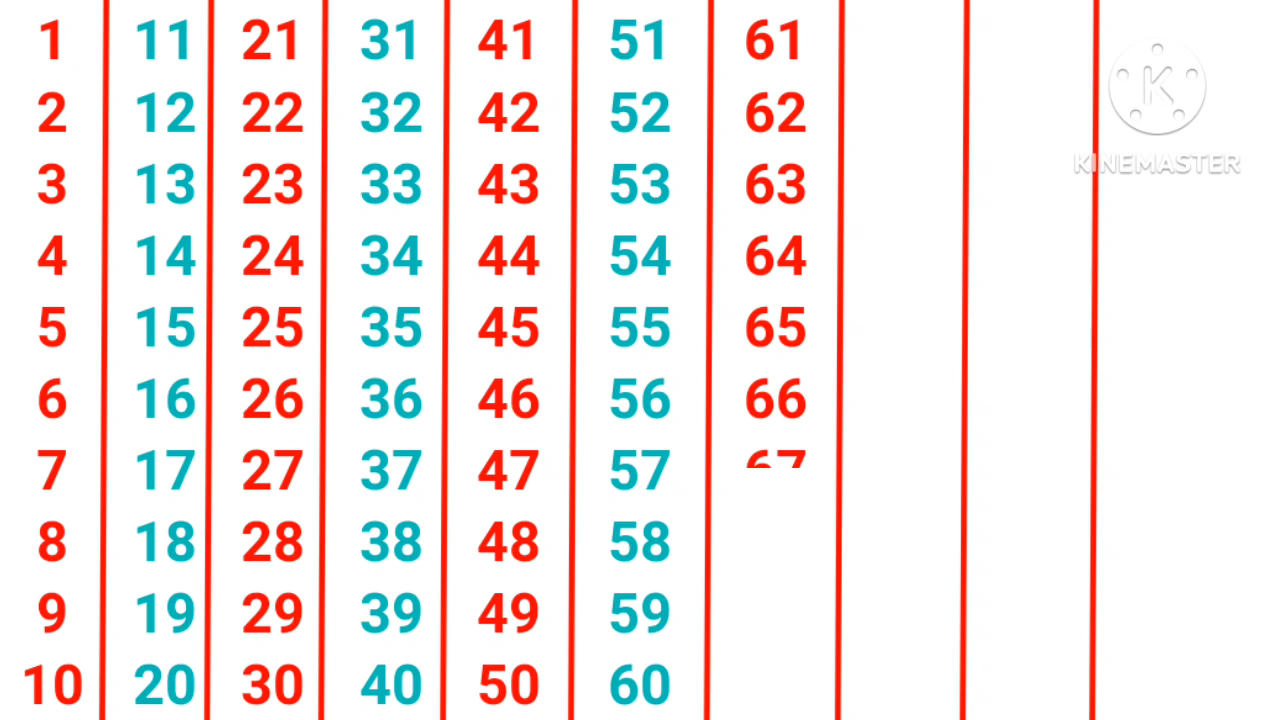 1 11 21 31 41 51 61
2 12 22 32 42 52 62
3 13 23 33 43 53 63
4 14 24 34 44 54 64
5 15 25 35 45 55 65
6 16 26 36 46 56 66
7 17 27 37 47 57 67
8 18 28 38 48 58
9 19 29 39 49 59
10 20 30 40 50 60
K
KINEMASTER